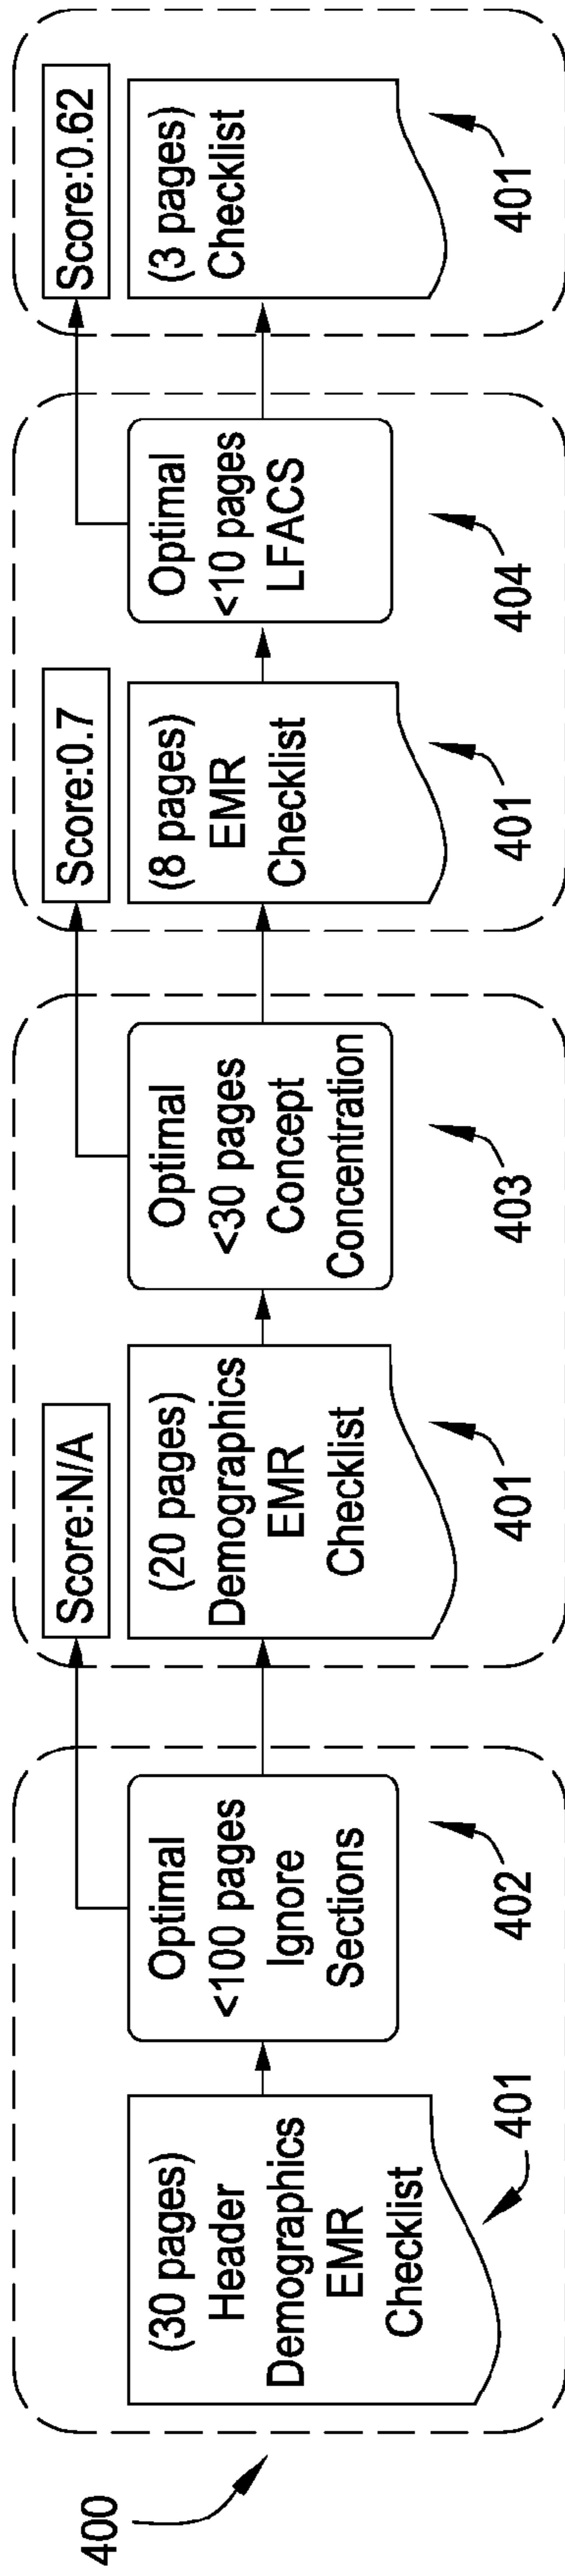 400
(30 pages)
Header
Demographics
EMR
Checklist
401
Optimal
<100 pages
Ignore
Sections
402
Score:N/A
(20 pages)
Demographics
EMR
Checklist
401
Optimal
<30 pages
Concept
Concentration
403
Score:0.7
(8 pages)
EMR
Checklist
401
Optimal
<10 pages
LFACS
404
Score:0.62
(3 pages)
Checklist
401